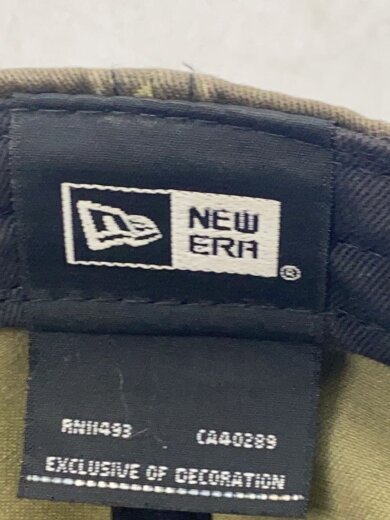 NEW
ERA
®
RN11493 CA40289
EXCLUSIVE OF DECORATION